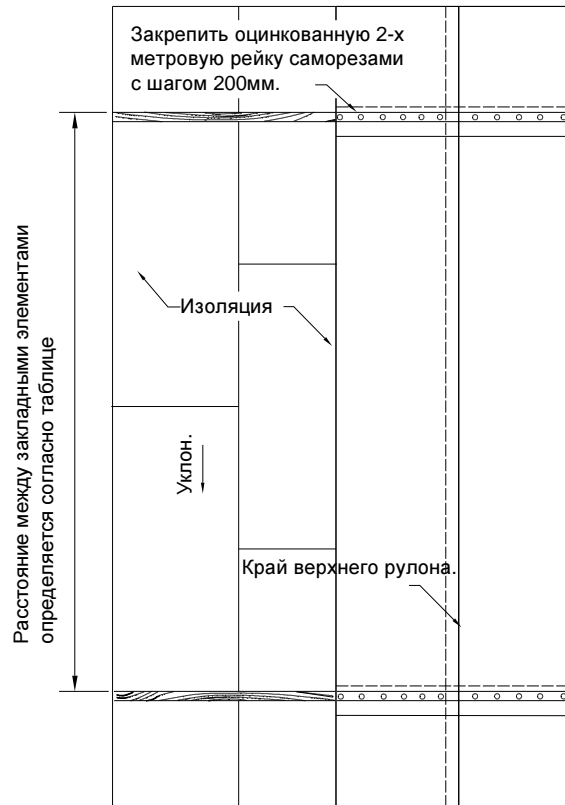 Закрепить оцинкованную 2-х
метровую рейку саморезами
с шагом 200мм.
Расстояние между закладными элементами
определяется согласно таблице
Изоляция
Уклон.
Край верхнего рулона.